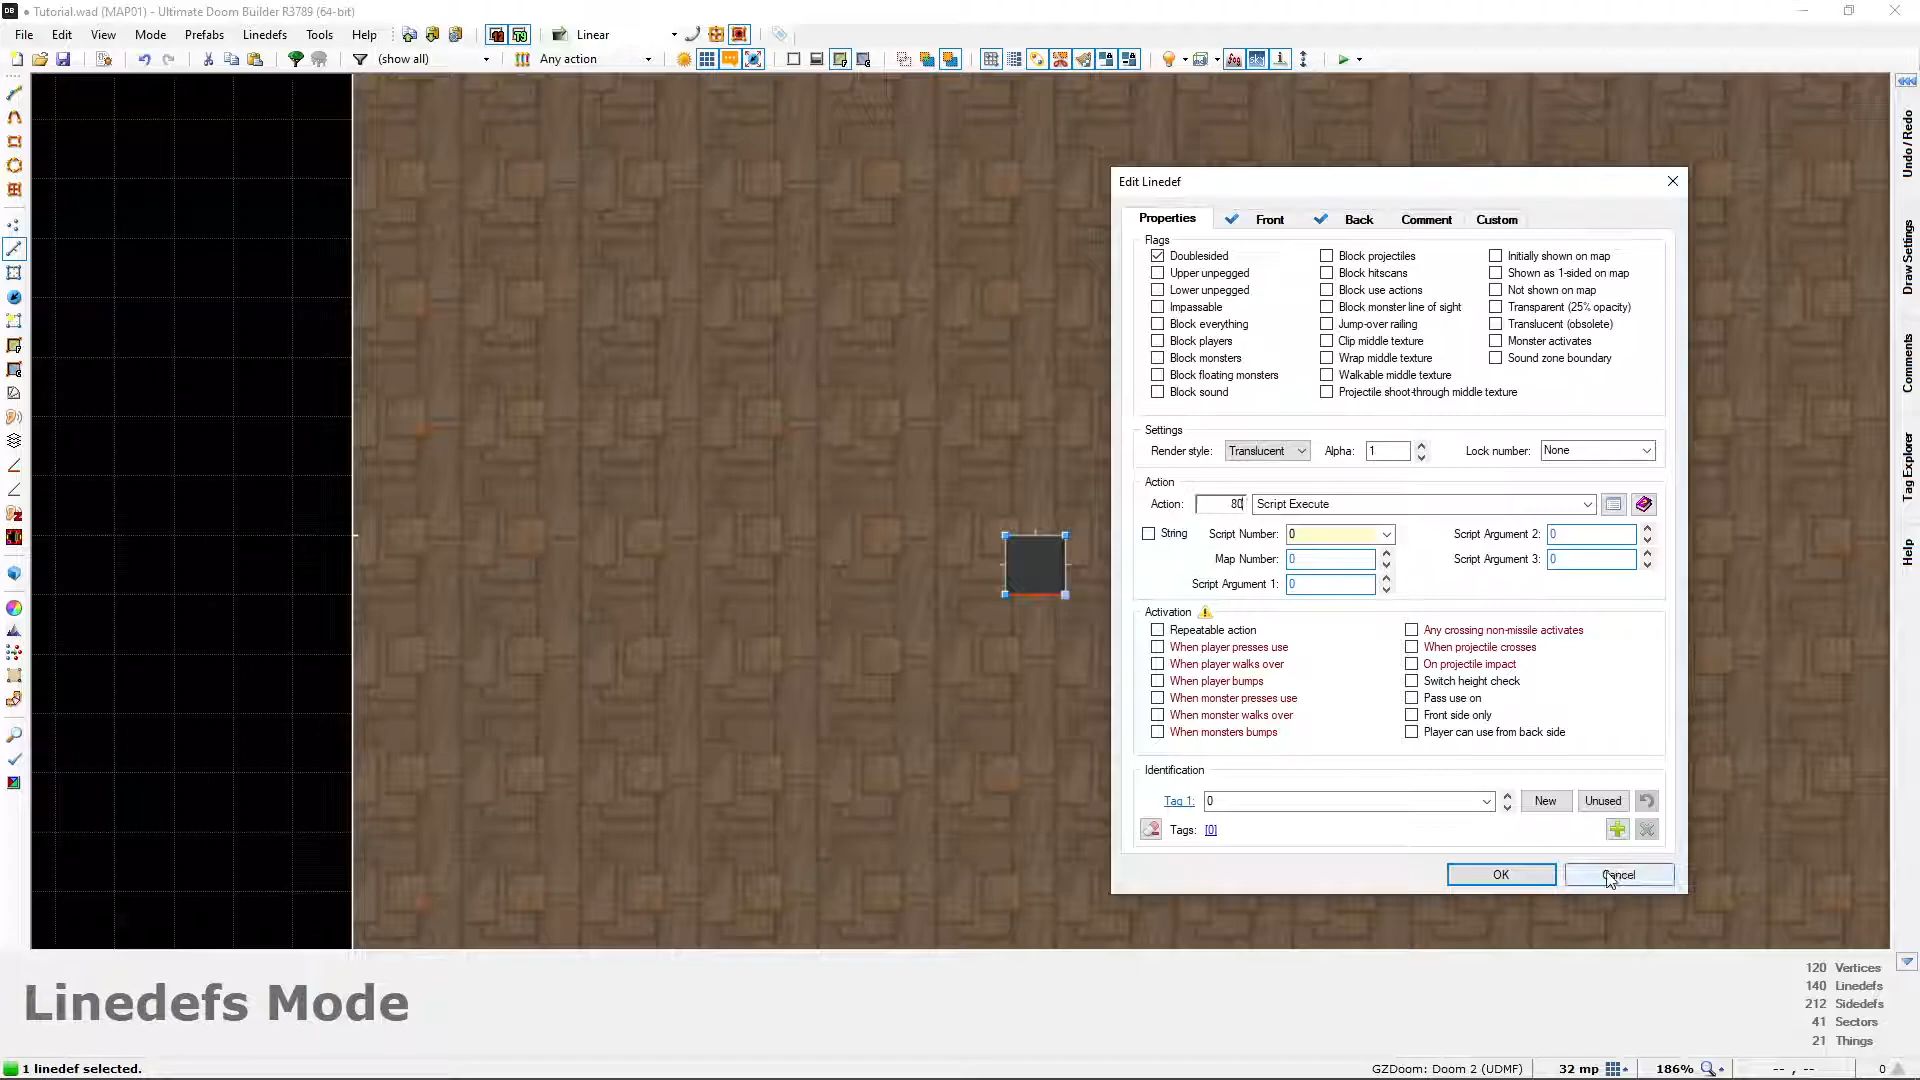 DB
• Tutorial.wad (MAP01) - Ultimate Doom Builder R3789 (64-bit)
File Edit View Mode Prefabs Linedefs Tools Help Linear
(show all) Any action
Undo / Redo
Draw Settings
Comments
Tag Explorer
Help
Edit Linedef
Properties Front Back Comment Custom
Flags
Doublesided Block projectiles Initially shown on map
Upper unpegged Block hitscans Shown as 1-sided on map
Lower unpegged Block use actions Not shown on map
Impassable Block monster line of sight Transparent (25% opacity)
Block everything Jump-over railing Translucent (obsolete)
Block players Clip middle texture Monster activates
Block monsters Wrap middle texture Sound zone boundary
Block floating monsters Walkable middle texture
Block sound Projectile shoot-through middle texture
Settings
Render style: Translucent Alpha: 1 Lock number: None
Action
Action: 80 Script Execute
String Script Number: 0 Script Argument 2: 0
Map Number: 0 Script Argument 3: 0
Script Argument 1: 0
Activation
Repeatable action Any crossing non-missile activates
When player presses use When projectile crosses
When player walks over On projectile impact
When player bumps Switch height check
When monster presses use Pass use on
When monster walks over Front side only
When monsters bumps Player can use from back side
Identification
Tag 1: 0 New Unused
Tags: [0]
OK Cancel
Linedefs Mode
120 Vertices
140 Linedefs
212 Sidedefs
41 Sectors
21 Things
1 linedef selected. GZDoom: Doom 2 (UDMF) 32 mp 186% -- , -- 0